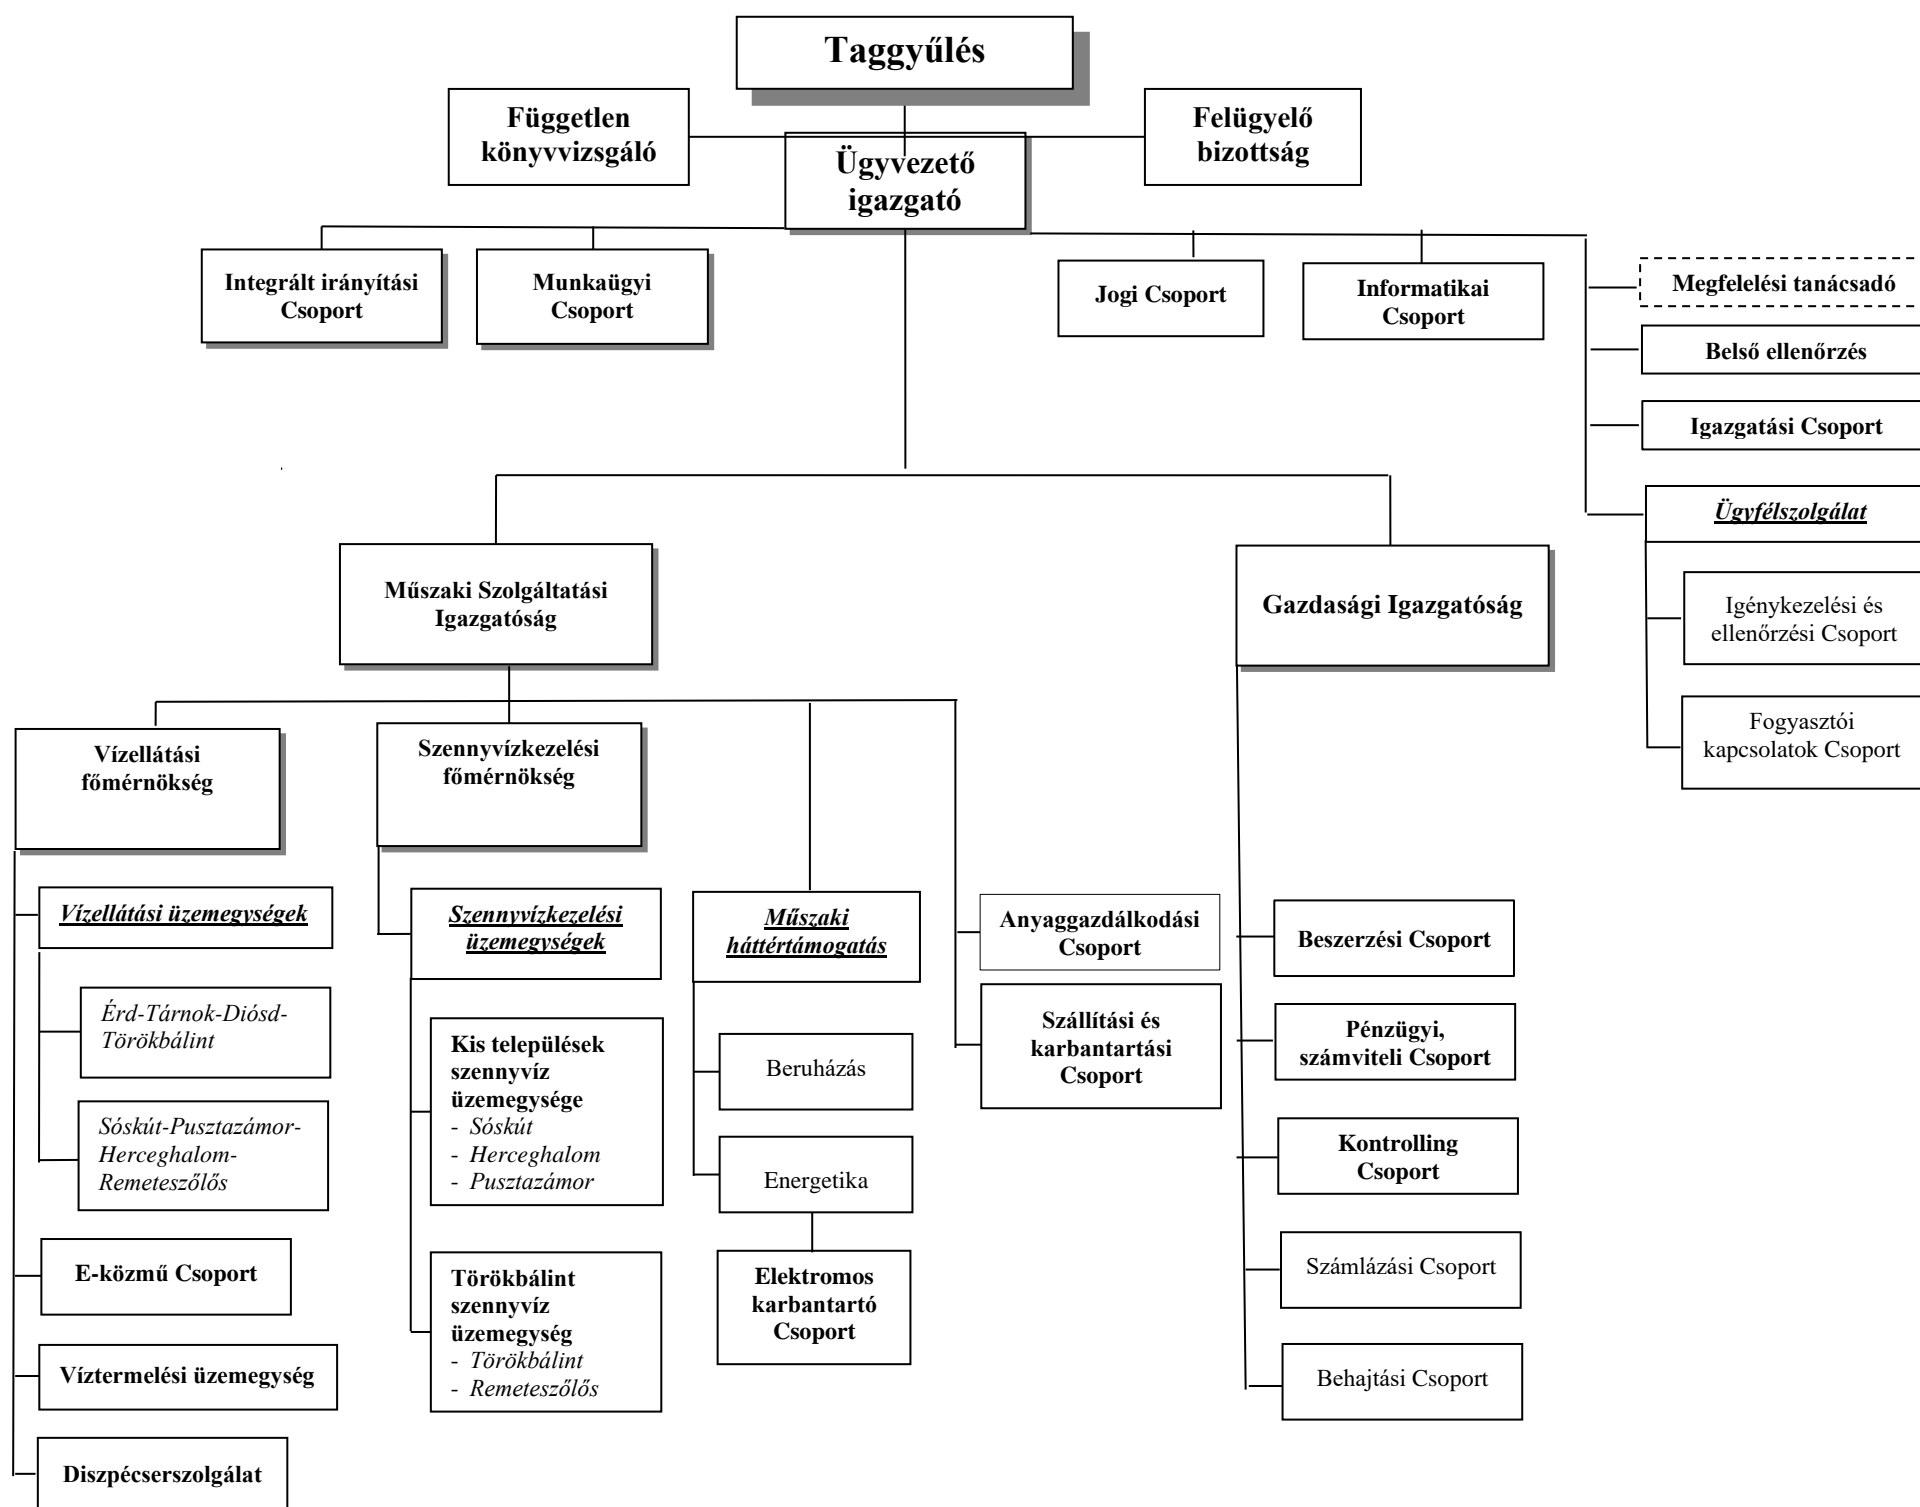 Taggyűlés
Független
könyvvizsgáló
Felügyelő
bizottság
Ügyvezető
igazgató
Integrált irányítási
Csoport
Munkaügyi
Csoport
Jogi Csoport
Informatikai
Csoport
Megfelelési tanácsadó
Belső ellenőrzés
Igazgatási Csoport
Ügyfélszolgálat
Igénykezelési és
ellenőrzési Csoport
Fogyasztói
kapcsolatok Csoport
Műszaki Szolgáltatási
Igazgatóság
Gazdasági Igazgatóság
Vízellátási
főmérnökség
Szennyvízkezelési
főmérnökség
Vízellátási üzemegységek
Érd-Tárnok-Diósd-
Törökbálint
Sóskút-Pusztazámor-
Herceghalom-
Remeteszőlős
E-közmű Csoport
Víztermelési üzemegység
Diszpécserszolgálat
Szennyvízkezelési
üzemegységek
Kis települések
szennyvíz
üzemegysége
- Sóskút
- Herceghalom
- Pusztazámor
Törökbálint
szennyvíz
üzemegység
- Törökbálint
- Remeteszőlős
Műszaki
háttértámogatás
Beruházás
Energetika
Elektromos
karbantartó
Csoport
Anyaggazdálkodási
Csoport
Szállítási és
karbantartási
Csoport
Beszerzési Csoport
Pénzügyi,
számviteli Csoport
Kontrolling
Csoport
Számlázási Csoport
Behajtási Csoport